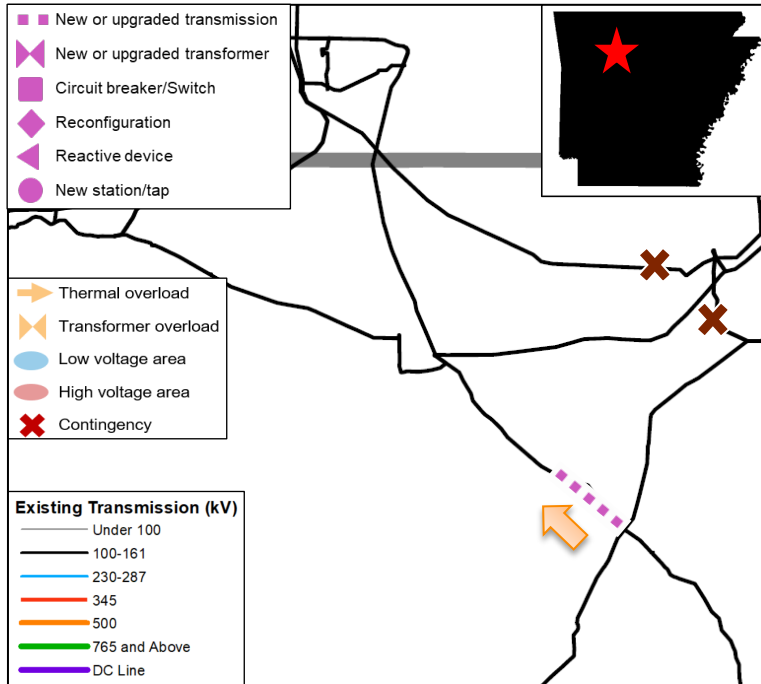 New or upgraded transmission
New or upgraded transformer
Circuit breaker/Switch
Reconfiguration
Reactive device
New station/tap
Thermal overload
Transformer overload
Low voltage area
High voltage area
Contingency
Existing Transmission (kV)
Under 100
100-161
230-287
345
500
765 and Above
DC Line